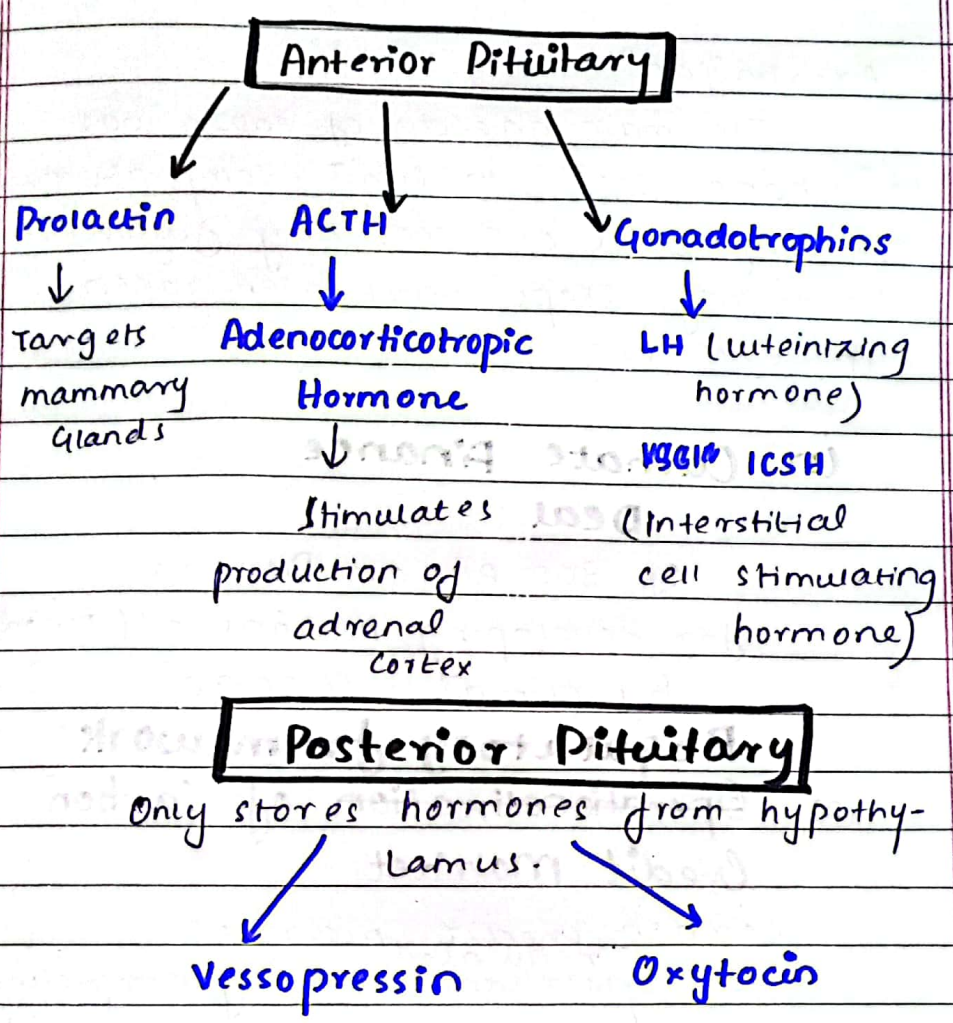 Anterior Pituitary
Prolactin
Targets
mammary
Glands
ACTH
Adenocorticotropic
Hormone
Stimulates
production of
adrenal
cortex
Gonadotrophins
LH (luteinizing
hormone)
ICSH
(Interstitial
cell stimulating
hormone)
Posterior Pituitary
Only stores hormones from hypothy-
lamus.
Vessopressin
Oxytocin